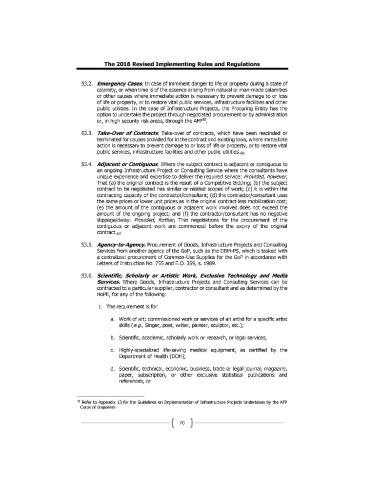 The 2016 Revised Implementing Rules and Regulations
53.2. Emergency Cases. In case of imminent danger to life or property during a state of
calamity, or when time is of the essence arising from natural or man-made calamities
or other causes where immediate action is necessary to prevent damage to or loss
of life or property, or to restore vital public services, infrastructure facilities and other
public utilities. In the case of Infrastructure Projects, the Procuring Entity has the
option to undertake the project through negotiated procurement or by administration
or, in high security risk areas, through the AFP
53.3. Take-Over of Contracts. Take-over of contracts, which have been rescinded or
terminated for causes provided for in the contract and existing laws, where immediate
action is necessary to prevent damage to or loss of life or property, or to restore vital
public services, infrastructure facilities and other public utilities.
53.4. Adjacent or Contiguous. Where the subject contract is adjacent or contiguous to
an ongoing Infrastructure Project or Consulting Service where the consultants have
unique experience and expertise to deliver the required service: Provided, however,
That (a) the original contract is the result of a Competitive Bidding; (b) the subject
contract to be negotiated has similar or related scopes of work; (c) it is within the
contracting capacity of the contractor/consultant; (d) the contractor/consultant uses
the same prices or lower unit prices as in the original contract less mobilization cost;
(e) the amount of the contiguous or adjacent work involved does not exceed the
amount of the ongoing project; and (f) the contractor/consultant has no negative
slippage/delay: Provided, further, That negotiations for the procurement of the
contiguous or adjacent work are commenced before the expiry of the original
contract.
53.5. Agency-to-Agency. Procurement of Goods, Infrastructure Projects and Consulting
Services from another agency of the GoP, such as the DBM-PS, which is tasked with
a centralized procurement of Common-Use Supplies for the GoP in accordance with
Letters of Instruction No. 755 and E.O. 359, s. 1989.
53.6. Scientific, Scholarly or Artistic Work, Exclusive Technology and Media
Services. Where Goods, Infrastructure Projects and Consulting Services can be
contracted to a particular supplier, contractor or consultant and as determined by the
HoPE, for any of the following:
1. The requirement is for:
a. Work of art; commissioned work or services of an artist for a specific artist
skills (e.g., Singer, poet, writer, painter, sculptor, etc.);
b. Scientific, academic, scholarly work or research, or legal services;
c. Highly-specialized life-saving medical equipment, as certified by the
Department of Health (DOH);
d. Scientific, technical, economic, business, trade or legal journal, magazine,
paper, subscription, or other exclusive statistical publications and
references; or
Refer to Appendix 13 for the Guidelines on Implementation of Infrastructure Projects Undertaken by the AFP
Corps of Engineers
70